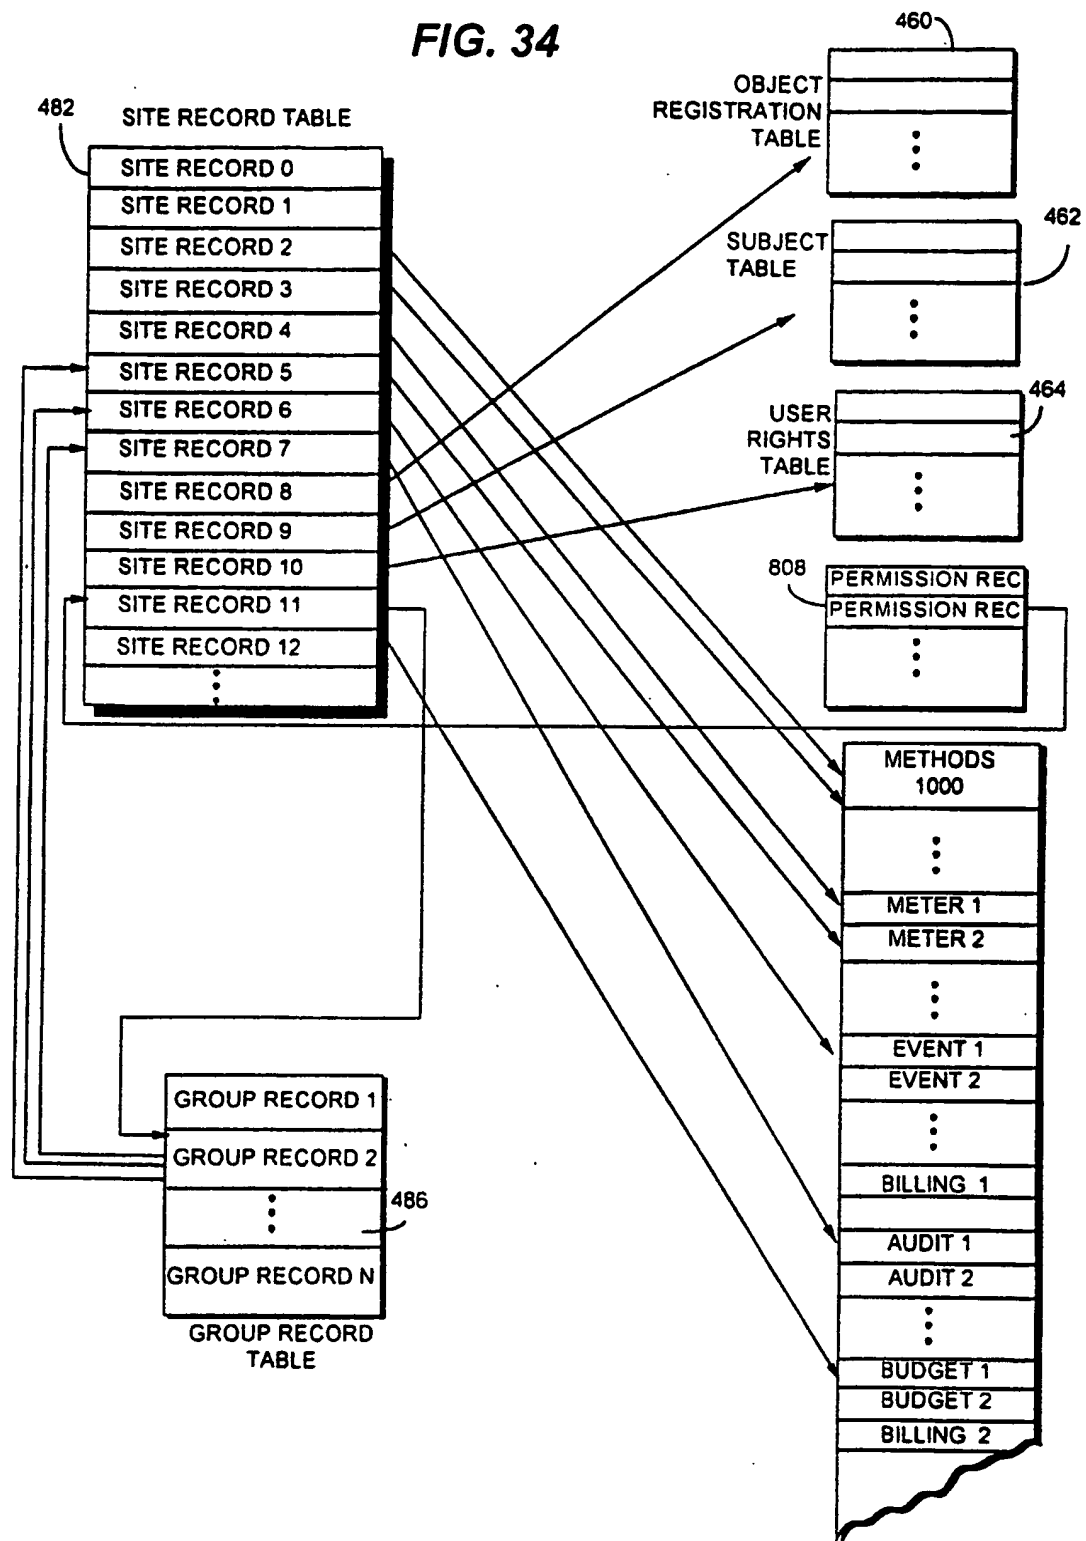 FIG. 34
482
SITE RECORD TABLE
SITE RECORD 0
SITE RECORD 1
SITE RECORD 2
SITE RECORD 3
SITE RECORD 4
SITE RECORD 5
SITE RECORD 6
SITE RECORD 7
SITE RECORD 8
SITE RECORD 9
SITE RECORD 10
SITE RECORD 11
SITE RECORD 12
460
OBJECT
REGISTRATION
TABLE
462
SUBJECT
TABLE
464
USER
RIGHTS
TABLE
808
PERMISSION REC
PERMISSION REC
METHODS
1000
METER 1
METER 2
EVENT 1
EVENT 2
BILLING 1
AUDIT 1
AUDIT 2
BUDGET 1
BUDGET 2
BILLING 2
GROUP RECORD 1
GROUP RECORD 2
486
GROUP RECORD N
GROUP RECORD
TABLE